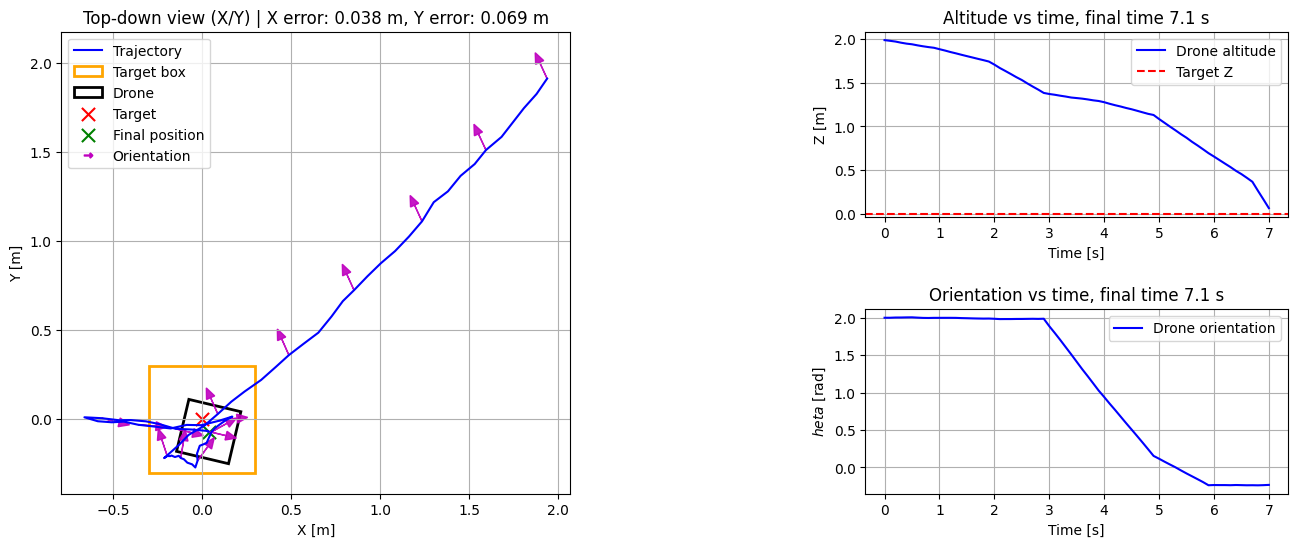 Top-down view (X/Y) | X error: 0.038 m, Y error: 0.069 m
Trajectory
Target box
Drone
Target
Final position
Orientation
2.0
1.5
1.0
0.5
0.0
Y [m]
−0.5
0.0
0.5
1.0
1.5
2.0
X [m]
Altitude vs time, final time 7.1 s
Drone altitude
Target Z
2.0
1.5
1.0
0.5
0.0
Z [m]
0
1
2
3
4
5
6
7
Time [s]
Orientation vs time, final time 7.1 s
Drone orientation
2.0
1.5
1.0
0.5
0.0
heta [rad]
0
1
2
3
4
5
6
7
Time [s]